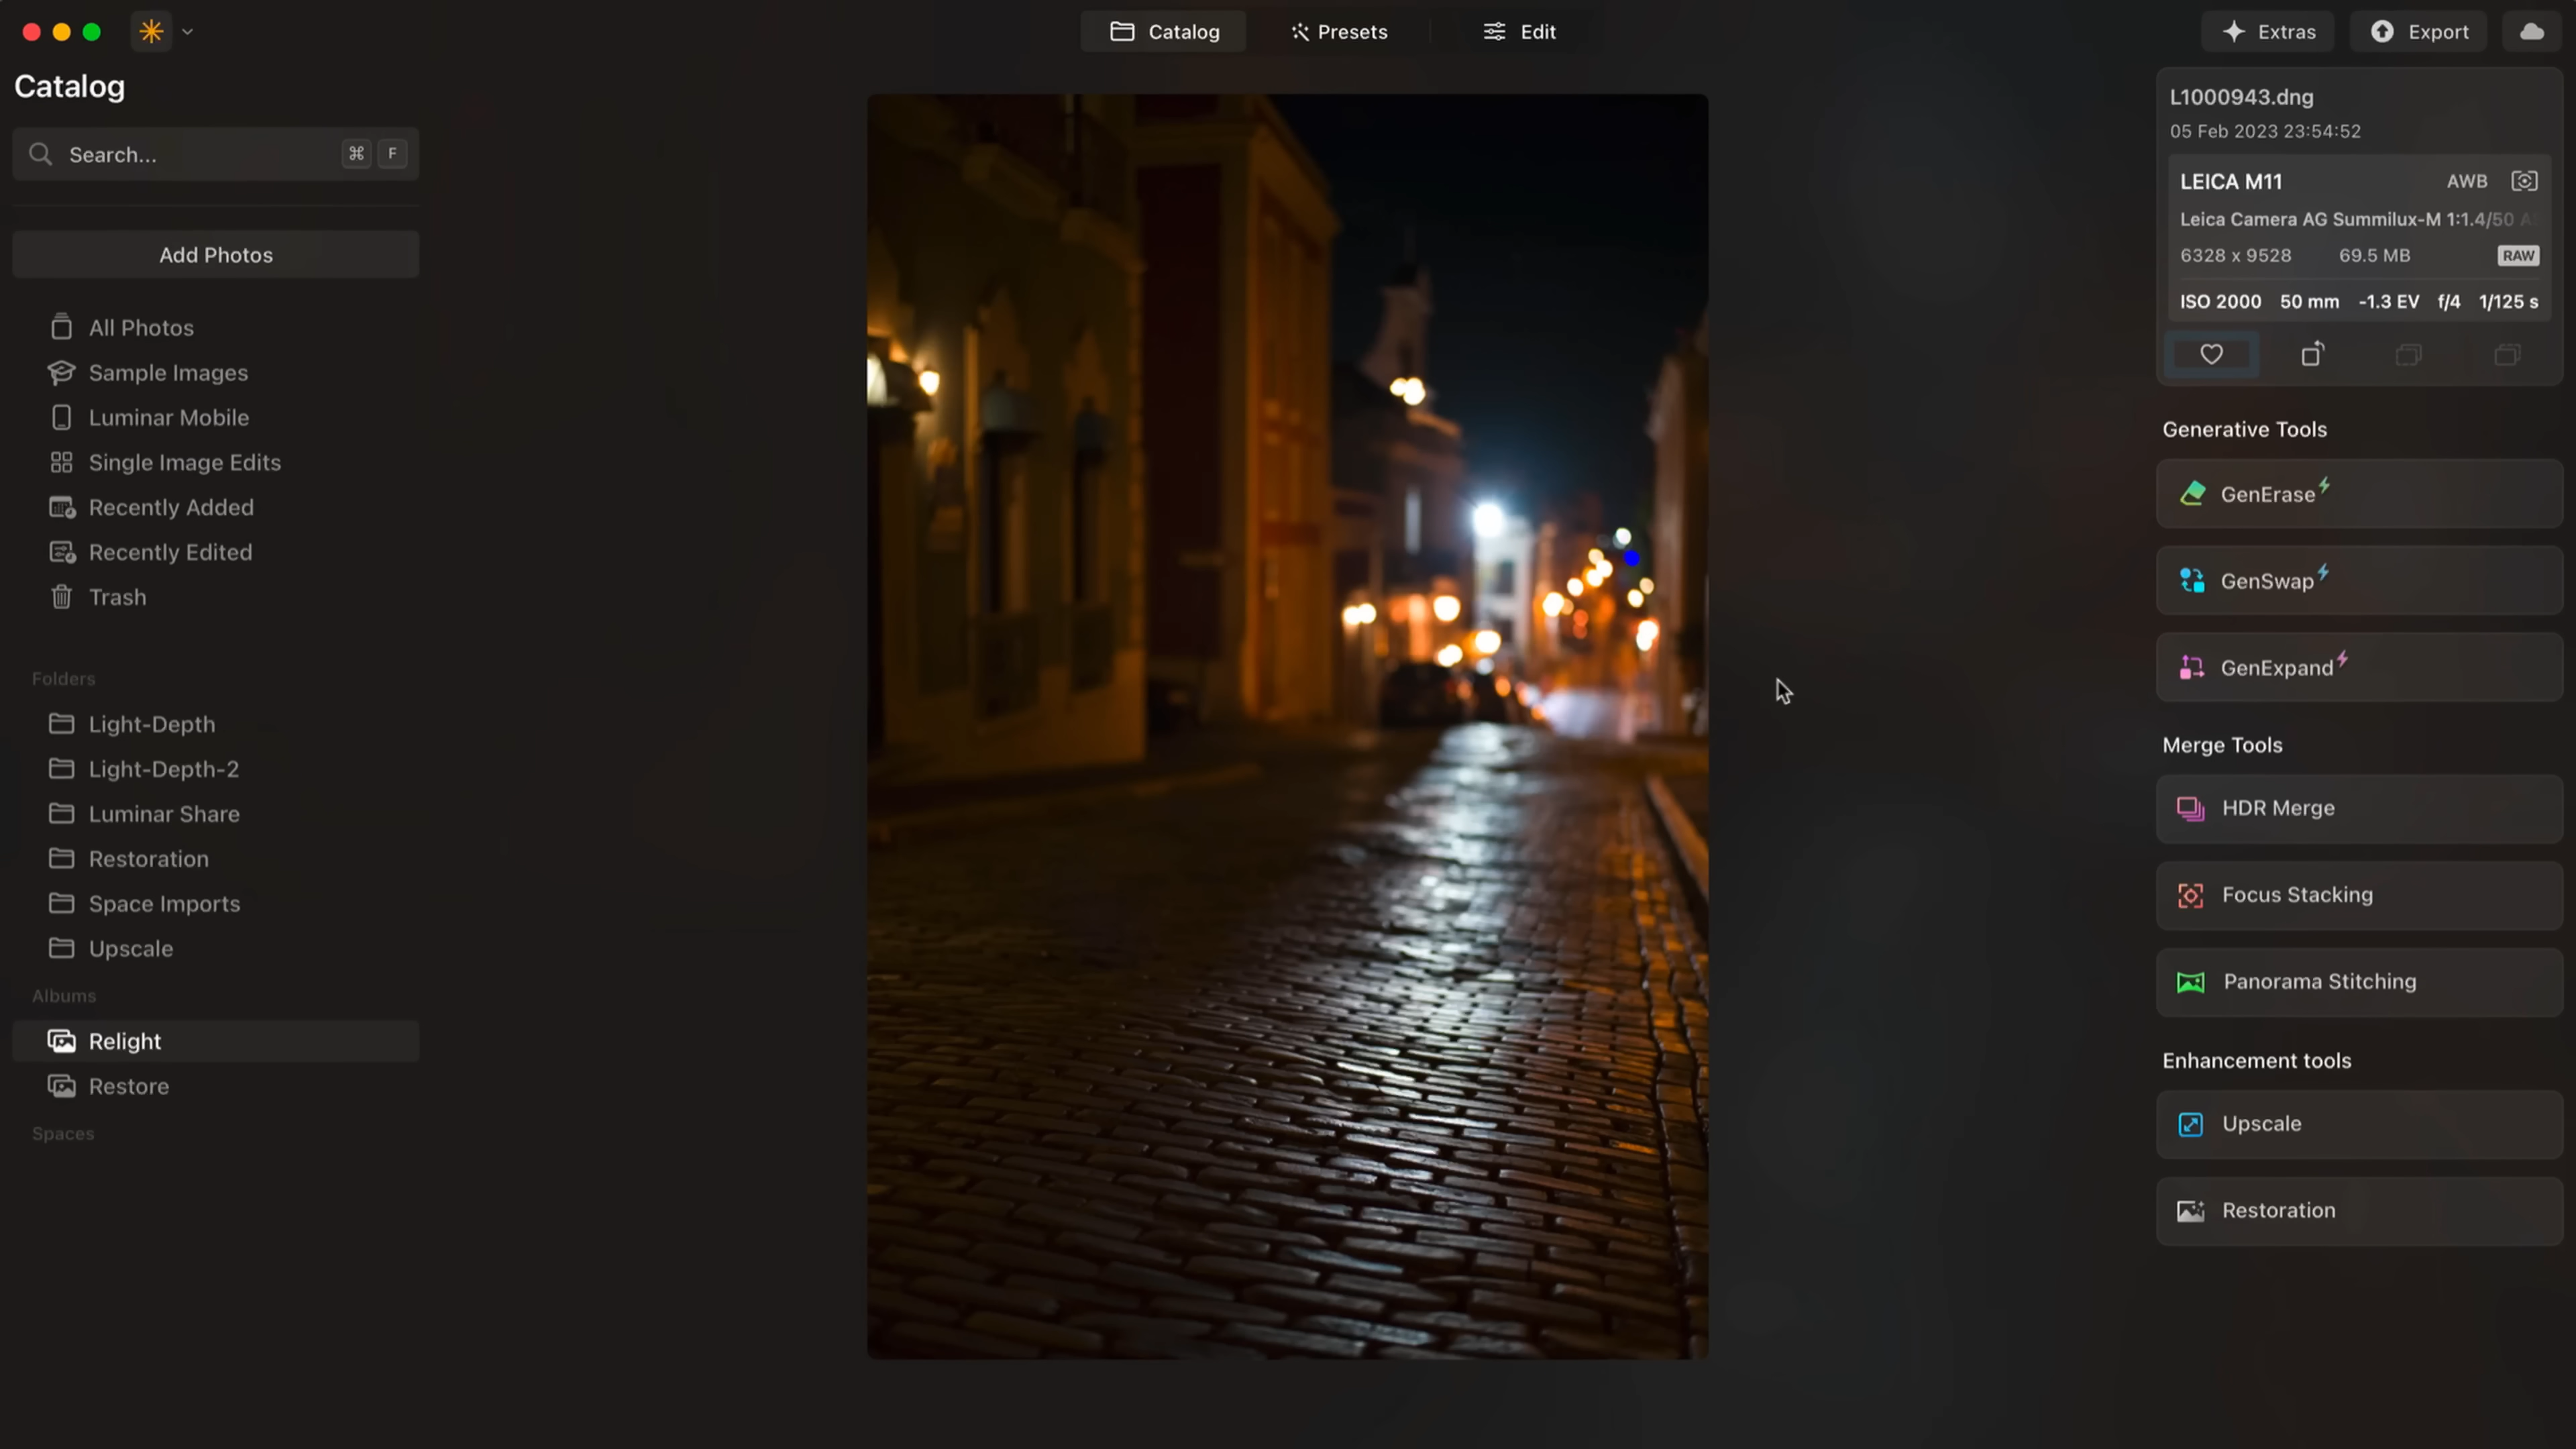 Catalog
Presets
Edit
Extras
Export
Catalog
Search...
⌘ F
Add Photos
All Photos
Sample Images
Luminar Mobile
Single Image Edits
Recently Added
Recently Edited
Trash
Folders
Light-Depth
Light-Depth-2
Luminar Share
Restoration
Space Imports
Upscale
Albums
Relight
Restore
Spaces
L1000943.dng
05 Feb 2023 23:54:52
LEICA M11 AWB
Leica Camera AG Summilux-M 1:1.4/50
6328 x 9528 69.5 MB RAW
ISO 2000 50 mm -1.3 EV f/4 1/125 s
Generative Tools
GenErase
GenSwap
GenExpand
Merge Tools
HDR Merge
Focus Stacking
Panorama Stitching
Enhancement tools
Upscale
Restoration